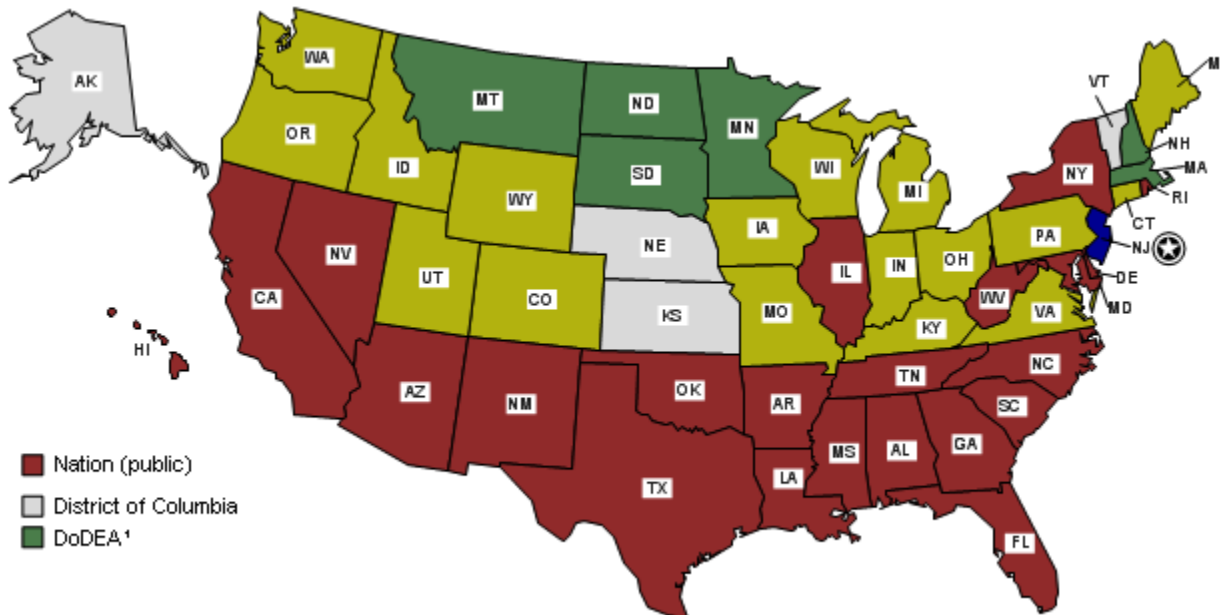 WA
AK
MT
ND
MN
VT
M
OR
ID
SD
WI
MI
NY
NH
MA
RI
CT
WY
IA
PA
NJ
NE
NV
UT
CO
IL
IN
OH
DE
MD
CA
KS
MO
WV
VA
KY
HI
AZ
NM
OK
AR
TN
NC
SC
MS
AL
GA
TX
LA
FL
Nation (public)
District of Columbia
DoDEA¹